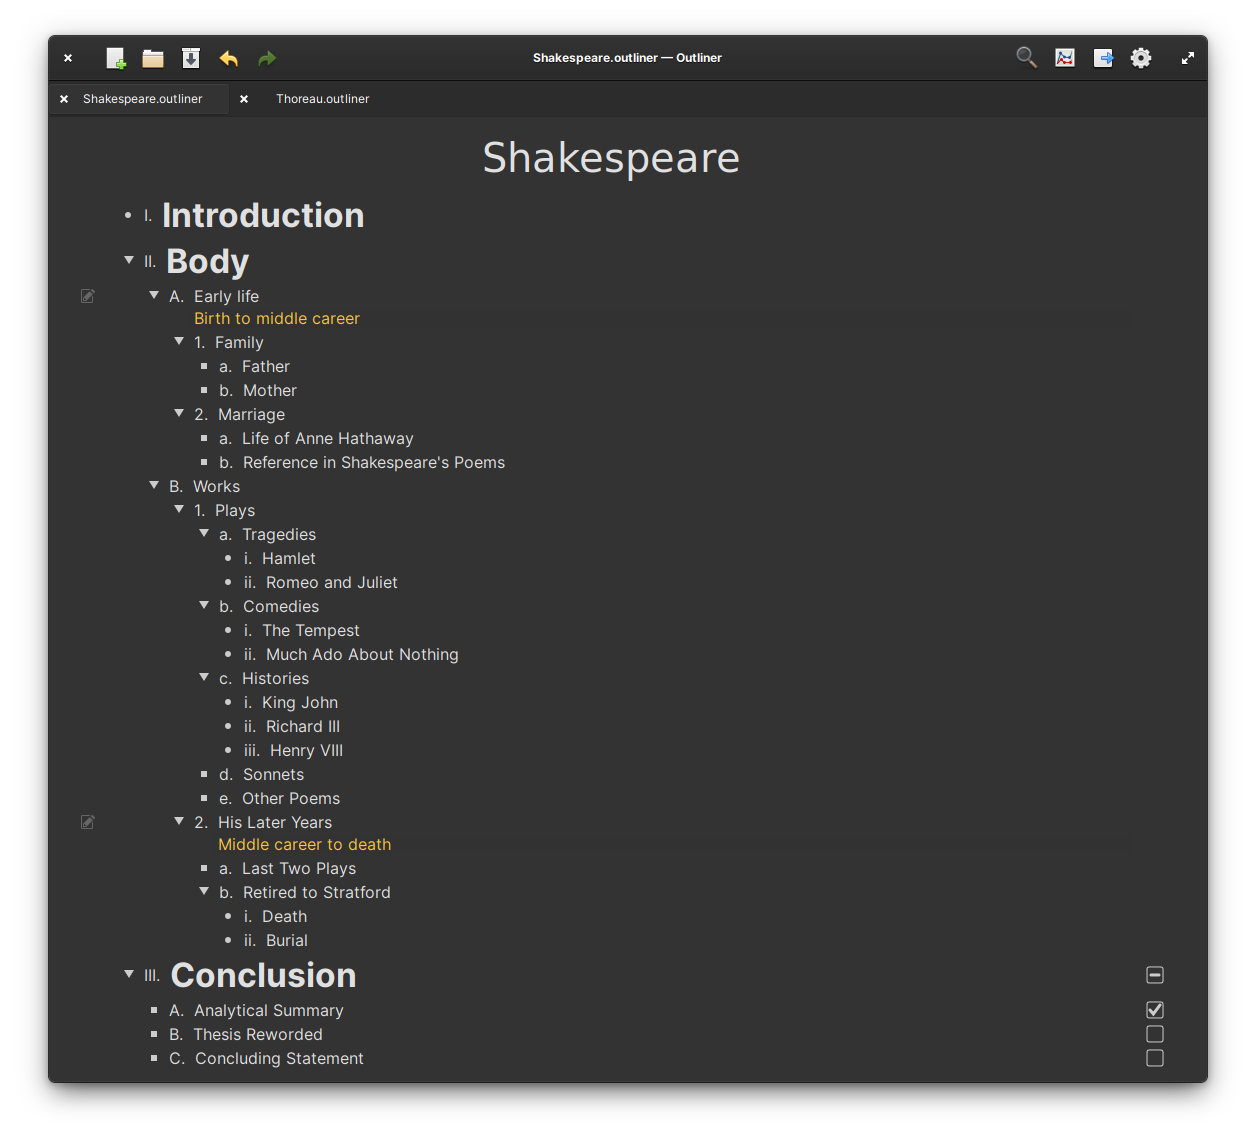 Shakespeare.outliner — Outliner
Shakespeare.outliner
Thoreau.outliner
Shakespeare
I. Introduction
II. Body
A. Early life
Birth to middle career
1. Family
a. Father
b. Mother
2. Marriage
a. Life of Anne Hathaway
b. Reference in Shakespeare's Poems
B. Works
1. Plays
a. Tragedies
i. Hamlet
ii. Romeo and Juliet
b. Comedies
i. The Tempest
ii. Much Ado About Nothing
c. Histories
i. King John
ii. Richard III
iii. Henry VIII
d. Sonnets
e. Other Poems
2. His Later Years
Middle career to death
a. Last Two Plays
b. Retired to Stratford
i. Death
ii. Burial
III. Conclusion
A. Analytical Summary
B. Thesis Reworded
C. Concluding Statement